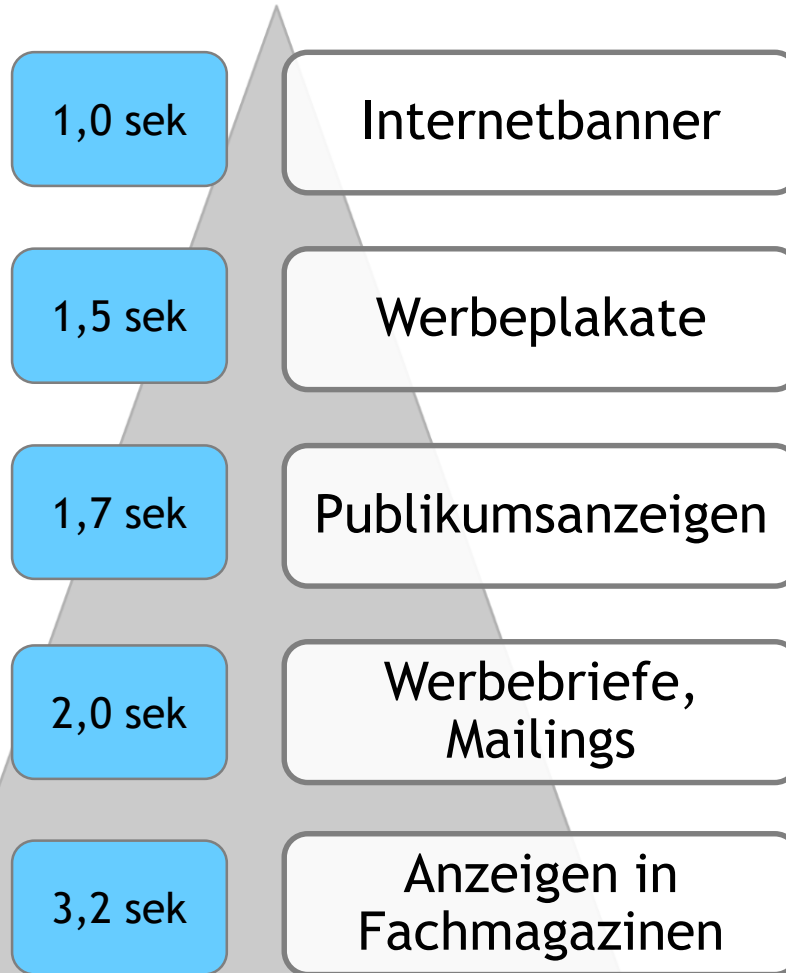 1,0 sek
Internetbanner
1,5 sek
Werbeplakate
1,7 sek
Publikumsanzeigen
2,0 sek
Werbebriefe,
Mailings
3,2 sek
Anzeigen in
Fachmagazinen